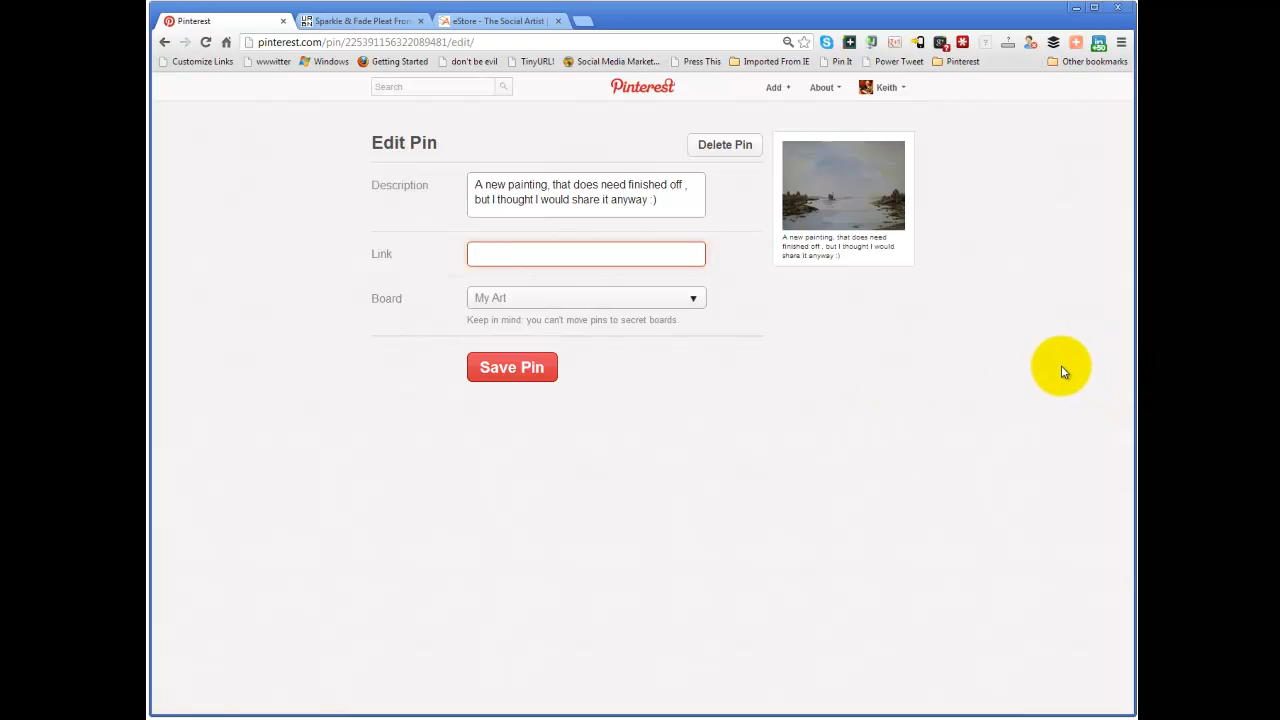 Pinterest
Sparkle & Fade Pleat Fron
eStore - The Social Artist |
pinterest.com/pin/225391156322089481/edit/
Customize Links
wwwitter
Windows
Getting Started
don't be evil
TinyURL!
Social Media Market...
Press This
Imported From IE
Pin It
Power Tweet
Pinterest
Other bookmarks
Search
Pinterest
Add +
About
Keith
Edit Pin
Delete Pin
Description
A new painting, that does need finished off ,
but I thought I would share it anyway :)
Link
Board
My Art
Keep in mind: you can't move pins to secret boards.
Save Pin
A new painting, that does need
finished off , but I thought I would
share it anyway :)